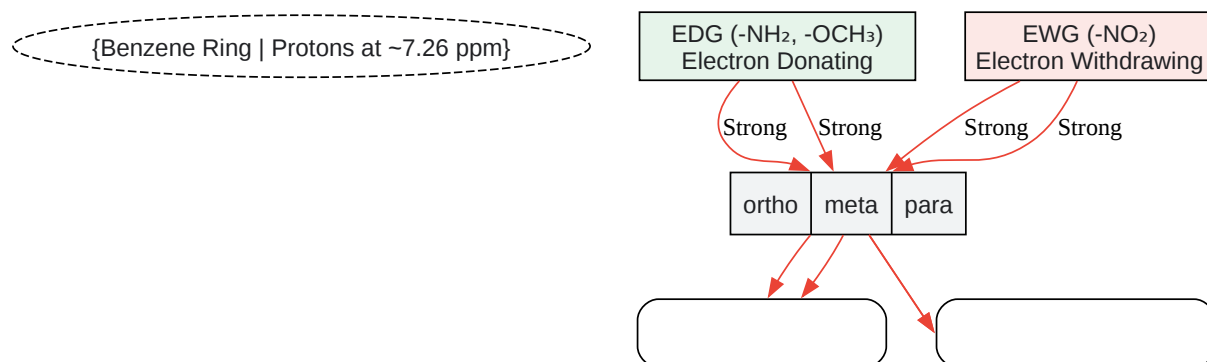 {Benzene Ring | Protons at ~7.26 ppm}
EDG (-NH₂, -OCH₃)
Electron Donating
EWG (-NO₂)
Electron Withdrawing
Strong
Strong
Strong
Strong
ortho
meta
para